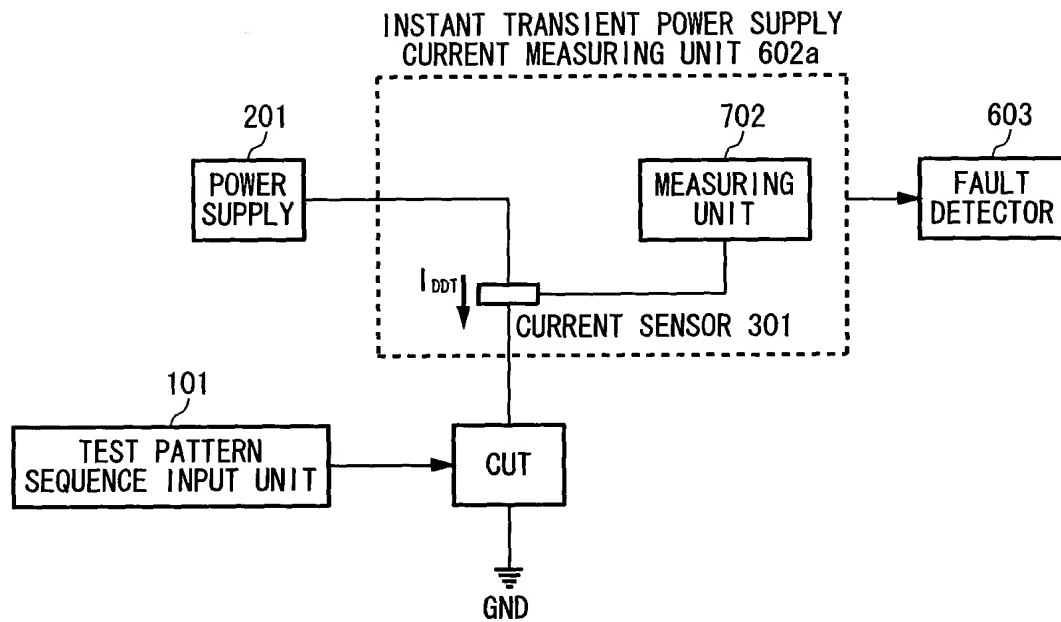 INSTANT TRANSIENT POWER SUPPLY
CURRENT MEASURING UNIT 602a
201
702
603
POWER
SUPPLY
MEASURING
UNIT
FAULT
DETECTOR
IDDT
CURRENT SENSOR 301
101
TEST PATTERN
SEQUENCE INPUT UNIT
CUT
GND